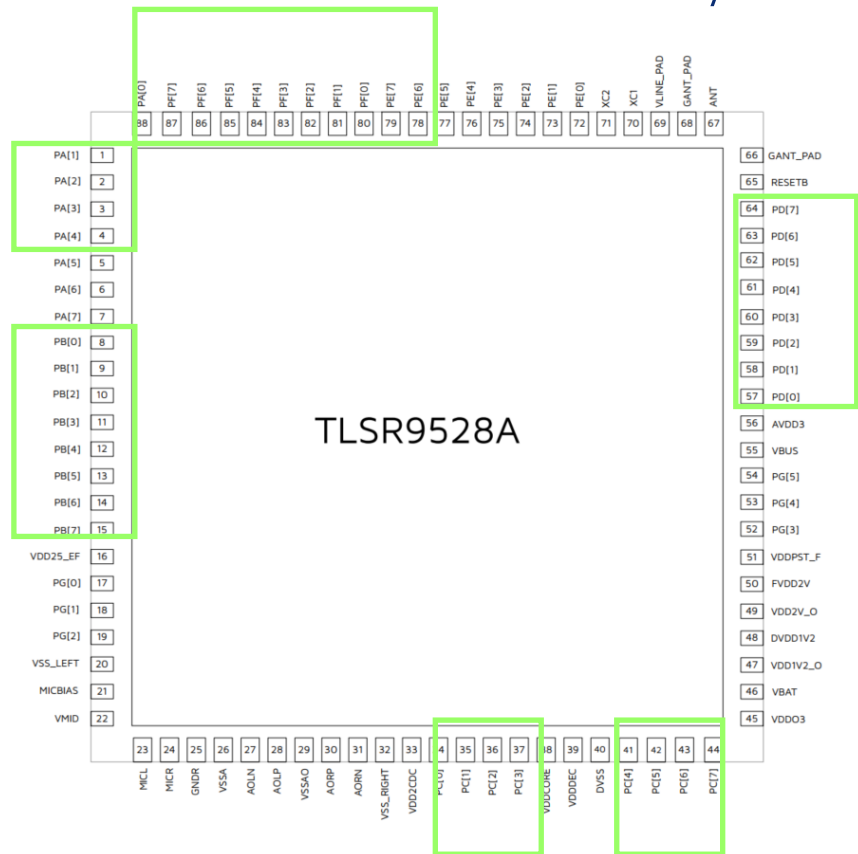 PA[0] PF[7] PF[6] PF[5] PF[4] PF[3] PF[2] PF[1] PF[0] PE[7] PE[6] PE[5] PE[4] PE[3] PE[2] PE[1] PE[0] XC2 XC1 VLINE_PAD GANT_PAD ANT
88 87 86 85 84 83 82 81 80 79 78 77 76 75 74 73 72 71 70 69 68 67
PA[1] 1
PA[2] 2
PA[3] 3
PA[4] 4
PA[5] 5
PA[6] 6
PA[7] 7
PB[0] 8
PB[1] 9
PB[2] 10
PB[3] 11
PB[4] 12
PB[5] 13
PB[6] 14
PB[7] 15
VDD25_EF 16
PG[0] 17
PG[1] 18
PG[2] 19
VSS_LEFT 20
MICBIAS 21
VMID 22
TLSR9528A
66 GANT_PAD
65 RESETB
64 PD[7]
63 PD[6]
62 PD[5]
61 PD[4]
60 PD[3]
59 PD[2]
58 PD[1]
57 PD[0]
56 AVDD3
55 VBUS
54 PG[5]
53 PG[4]
52 PG[3]
51 VDDPST_F
50 FVDD2V
49 VDD2V_O
48 DVDD1V2
47 VDD1V2_O
46 VBAT
45 VDDO3
23 24 25 26 27 28 29 30 31 32 33 34 35 36 37 38 39 40 41 42 43 44
MICL MICR GNDR VSSA AOLN AOLP VSSAO AORP AORN VSS_RIGHT VDD2CDC PC[0] PC[1] PC[2] PC[3] VDDCORE VDDDEC DVSS PC[4] PC[5] PC[6] PC[7]